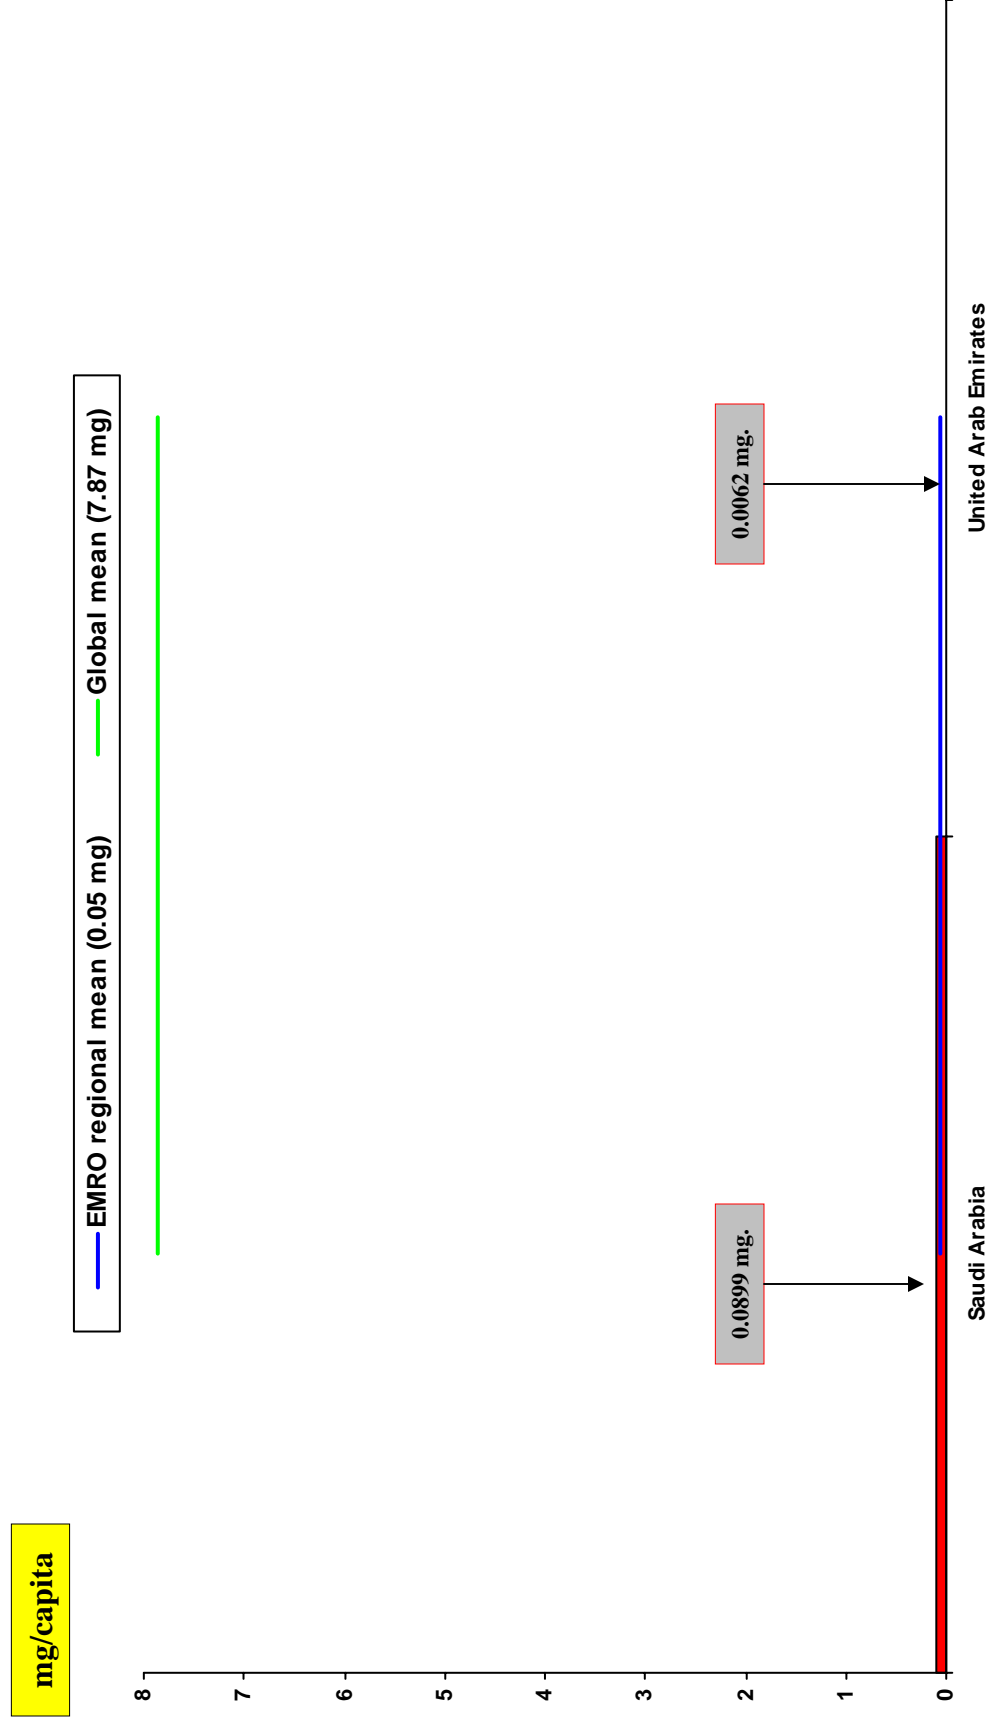 mg/capita
EMRO regional mean (0.05 mg) Global mean (7.87 mg)
8
7
6
5
4
3
2
1
0
0.0899 mg.
0.0062 mg.
Saudi Arabia
United Arab Emirates